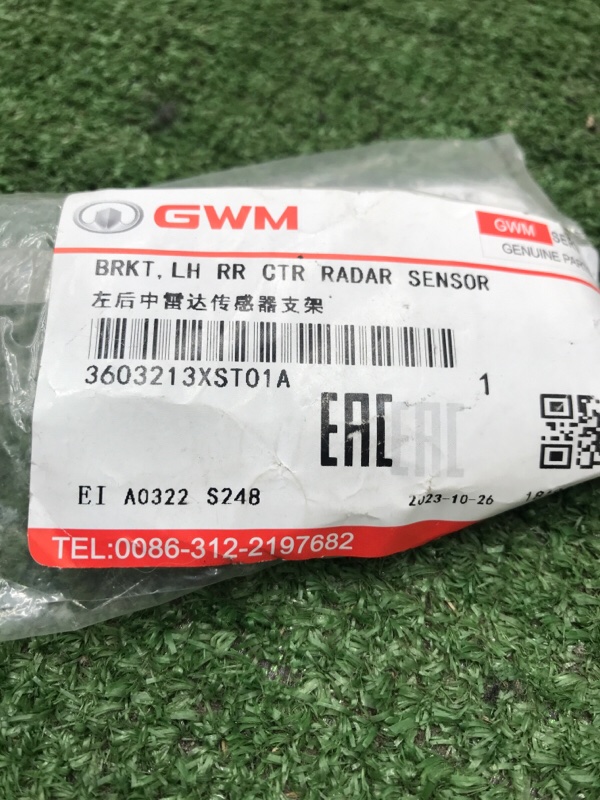 GWM
GWM
GENUINE
BRKT, LH RR CTR RADAR SENSOR
左后中雷达传感器支架
3603213XST01A
1
EAC
EAC
EI A0322 S248
2023-10-26
TEL:0086-312-2197682